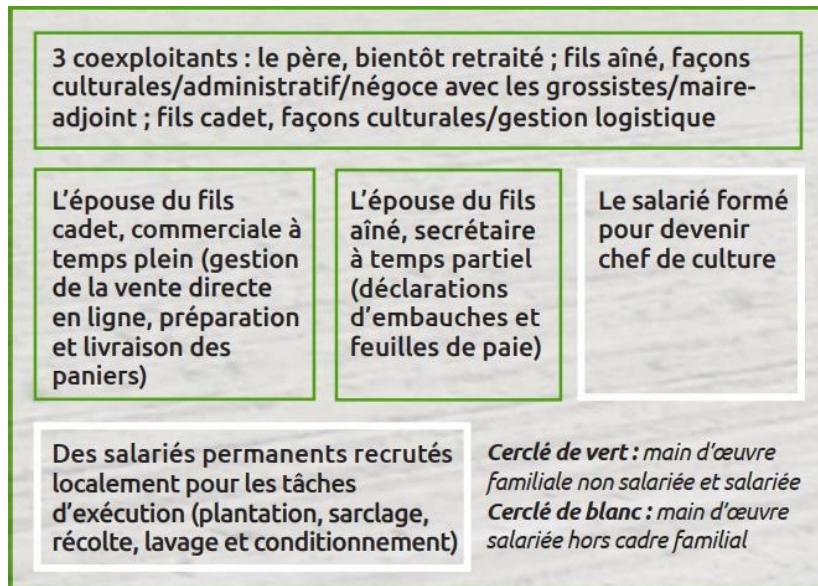 3 coexploitants : le père, bientôt retraité ; fils aîné, façons
culturales/administratif/négoce avec les grossistes/maire-
adjoint ; fils cadet, façons culturales/gestion logistique
L’épouse du fils
cadet, commerciale à
temps plein (gestion
de la vente directe
en ligne, préparation
et livraison des
paniers)
L’épouse du fils
aîné, secrétaire
à temps partiel
(déclarations
d’embauches et
feuilles de paie)
Le salarié formé
pour devenir
chef de culture
Des salariés permanents recrutés
localement pour les tâches
d’exécution (plantation, sarclage,
récolte, lavage et conditionnement)
Cerclé de vert : main d’œuvre
familiale non salariée et salariée
Cerclé de blanc : main d’œuvre
salariée hors cadre familial